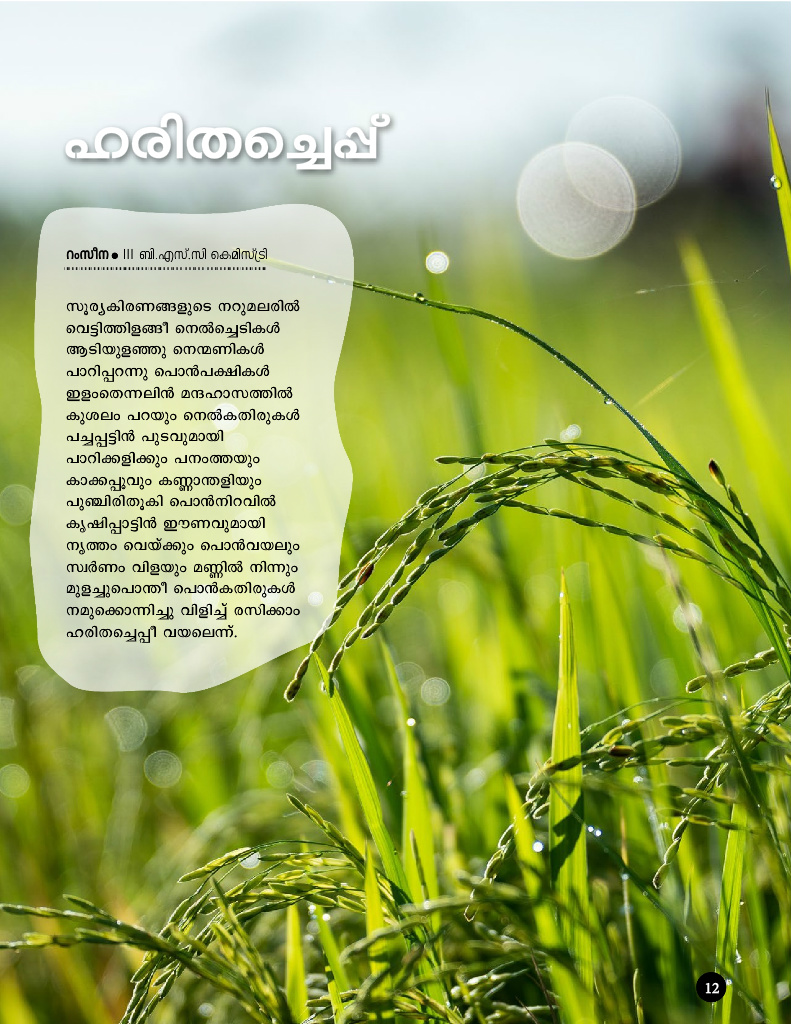 ഹരിതച്ചെപ്പ്
റംസീന ● III ബി.എസ്.സി കെമിസ്ട്രി
സൂര്യകിരണങ്ങളുടെ നറുമലരിൽ
വെട്ടിത്തിളങ്ങീ നെൽച്ചെടികൾ
ആടിയുളഞ്ഞു നെന്മണികൾ
പാറിപ്പറന്നു പൊൻപക്ഷികൾ
ഇളംതെന്നലിൻ മന്ദഹാസത്തിൽ
കുശലം പറയും നെൽകതിരുകൾ
പച്ചപ്പട്ടിൻ പുടവുമായി
പാറിക്കളിക്കും പനംത്തയും
കാക്കപ്പൂവും കണ്ണാന്തളിയും
പുഞ്ചിരിതൂകി പൊൻനിറവിൽ
കൃഷിപ്പാട്ടിൻ ഈണവുമായി
നൃത്തം വെയ്ക്കും പൊൻവയലും
സ്വർണം വിളയും മണ്ണിൽ നിന്നും
മുളച്ചുപൊന്തീ പൊൻകതിരുകൾ
നമുക്കൊന്നിച്ചു വിളിച്ച് രസിക്കാം
ഹരിതച്ചെപ്പീ വയലെന്ന്.
12